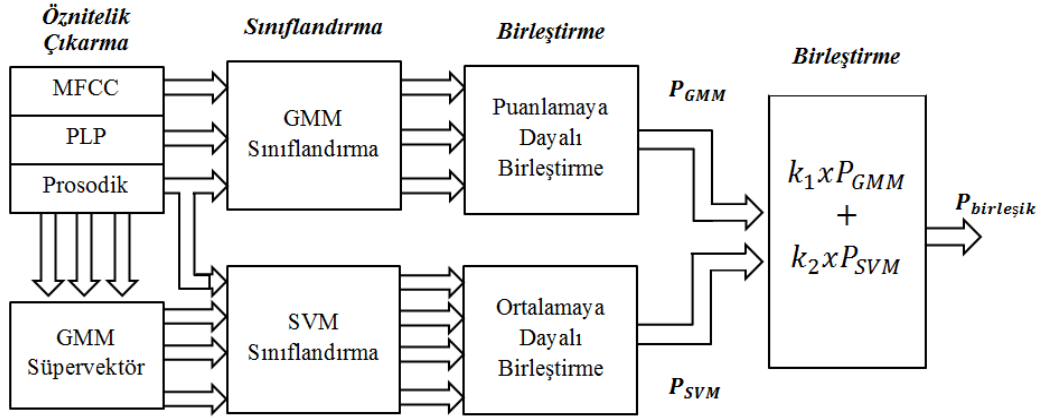 Öznitelik
Çıkarma
Sınıflandırma
Birleştirme
Birleştirme
MFCC
PLP
Prosodik
GMM
Sınıflandırma
Puanlamaya
Dayalı
Birleştirme
P_GMM
k_1xP_GMM
+
k_2xP_SVM
P_birleşik
GMM
Süpervektör
SVM
Sınıflandırma
Ortalamaya
Dayalı
Birleştirme
P_SVM